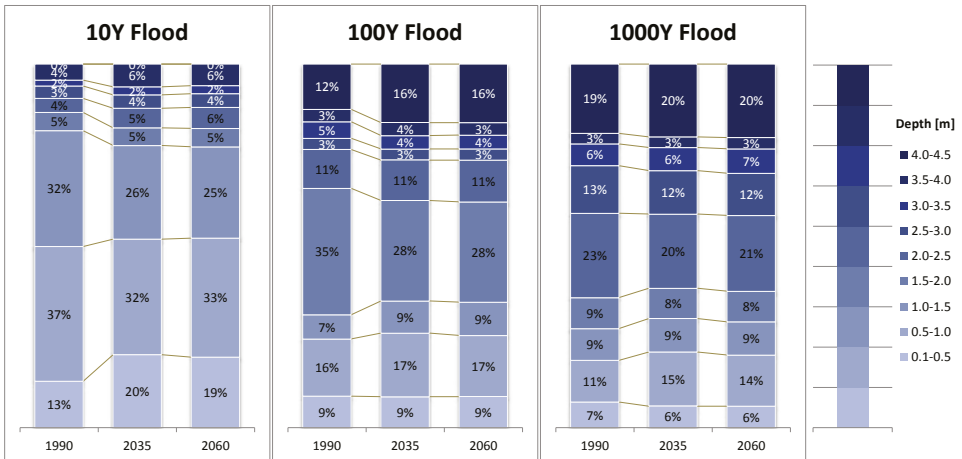 10Y Flood
0% 0% 0%
4% 6% 6%
2% 2% 2%
3% 4% 4%
4% 5% 6%
5% 5% 5%
32% 26% 25%
37% 32% 33%
13% 20% 19%
1990 2035 2060
100Y Flood
12% 16% 16%
3% 4% 3%
5% 4% 4%
3% 3% 3%
11% 11% 11%
35% 28% 28%
7% 9% 9%
16% 17% 17%
9% 9% 9%
1990 2035 2060
1000Y Flood
19% 20% 20%
3% 3% 3%
6% 6% 7%
13% 12% 12%
23% 20% 21%
9% 8% 8%
9% 9% 9%
11% 15% 14%
7% 6% 6%
1990 2035 2060
Depth [m]
4.0-4.5
3.5-4.0
3.0-3.5
2.5-3.0
2.0-2.5
1.5-2.0
1.0-1.5
0.5-1.0
0.1-0.5